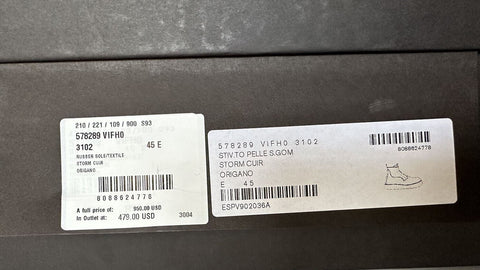 210 / 221 / 109 / 900 S93
578289 VIFH0
3102 45 E
RUBBER SOLE/TEXTILE
STORM CUIR
ORIGANO
8088624778
A full price of: 950.00 USD
In Outlet at: 479.00 USD 3004
578289 VIFH0 3102
STIV.TO PELLE S.GOM
STORM CUIR
ORIGANO
E 45
ESPV902036A
8088624778